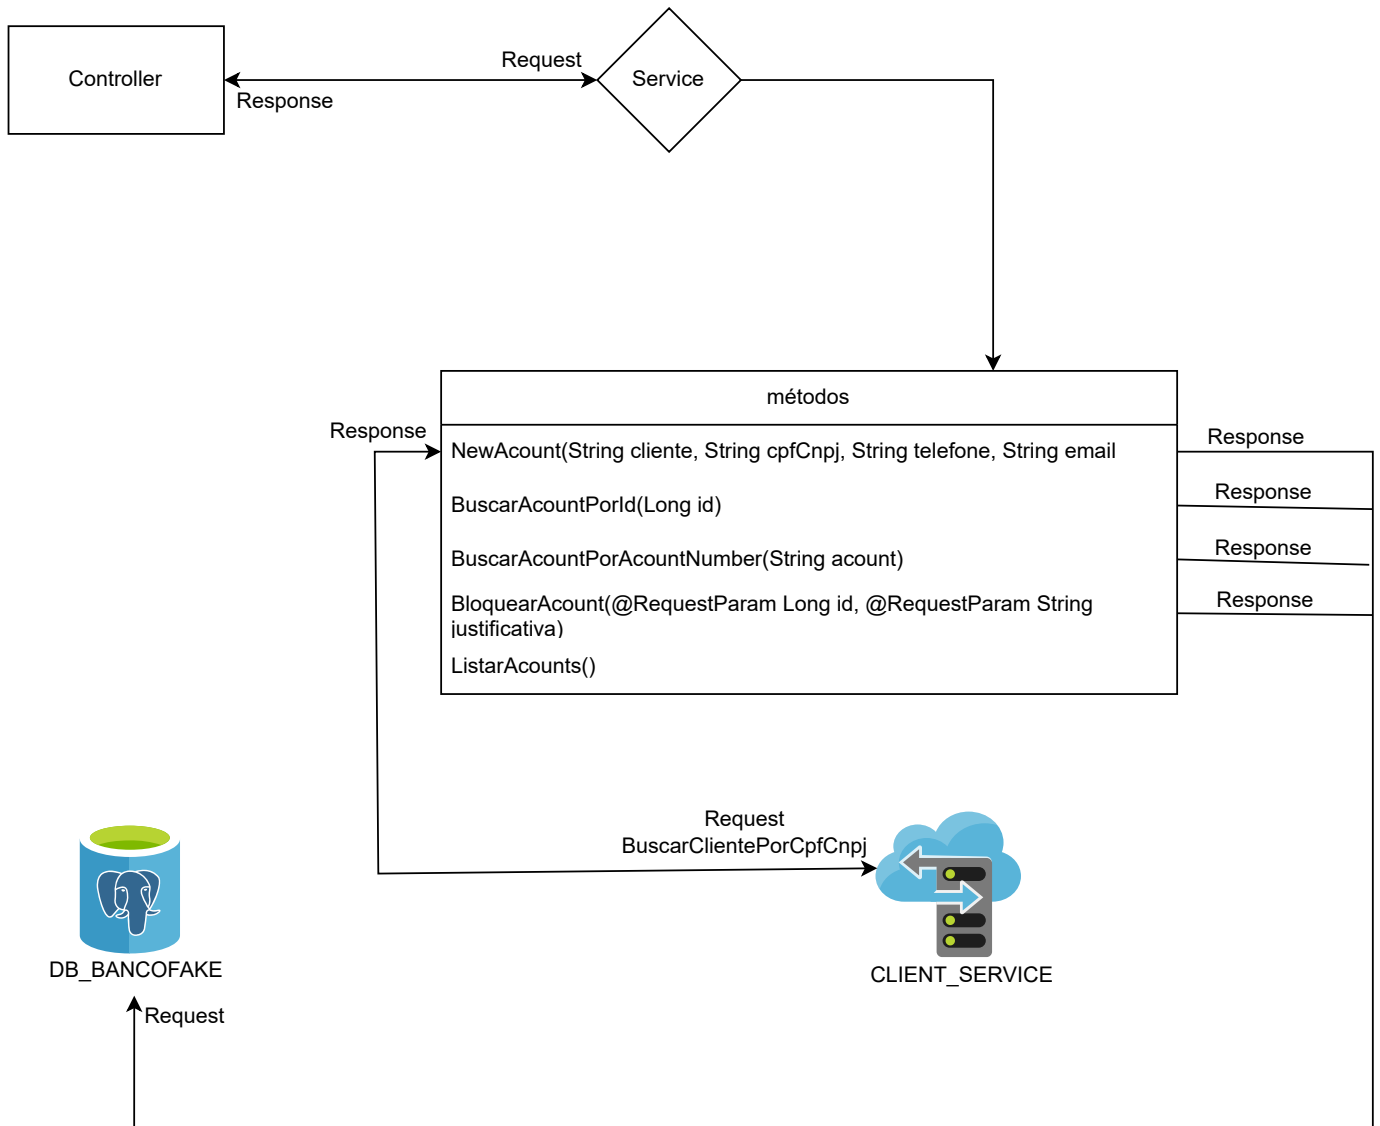 Controller
Request
Response
Service
métodos
Response
NewAcount(String cliente, String cpfCnpj, String telefone, String email
Response
BuscarAcountPorId(Long id)
Response
BuscarAcountPorAcountNumber(String acount)
Response
BloquearAcount(@RequestParam Long id, @RequestParam String
justificativa)
Response
ListarAcounts()
Request
BuscarClientePorCpfCnpj
DB_BANCOFAKE
CLIENT_SERVICE
Request